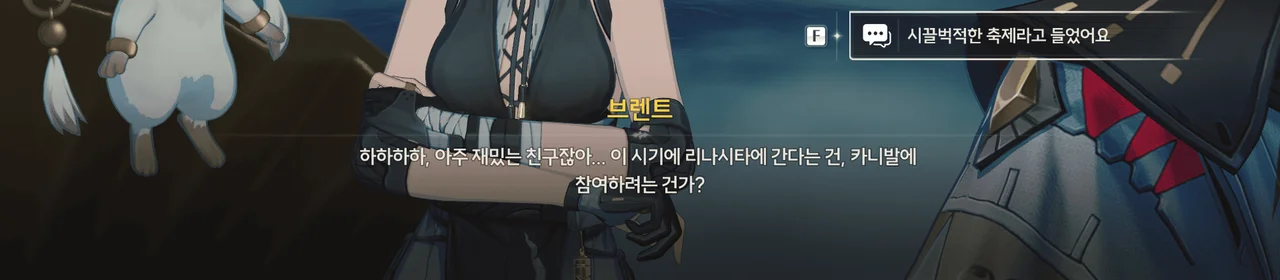 F
시끌벅적한 축제라고 들었어요
브렌트
하하하하, 아주 재밌는 친구잖아... 이 시기에 리나시타에 간다는 건, 카니발에
참여하려는 건가?